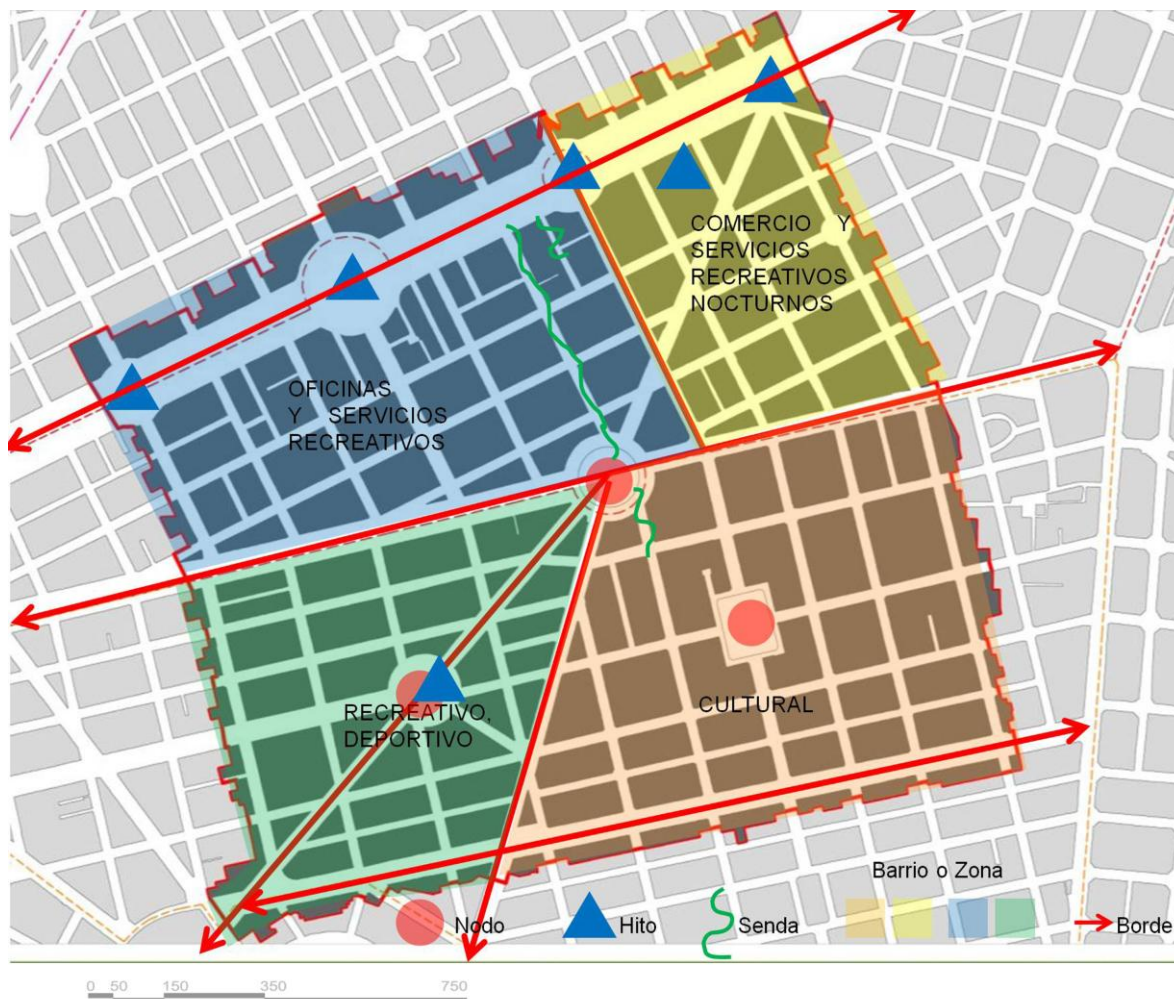 COMERCIO Y
SERVICIOS
RECREATIVOS
NOCTURNOS
OFICINAS
Y SERVICIOS
RECREATIVOS
RECREATIVO,
DEPORTIVO
CULTURAL
Barrio o Zona
Nodo
Hito
Senda
Borde
0 50 150 350 750